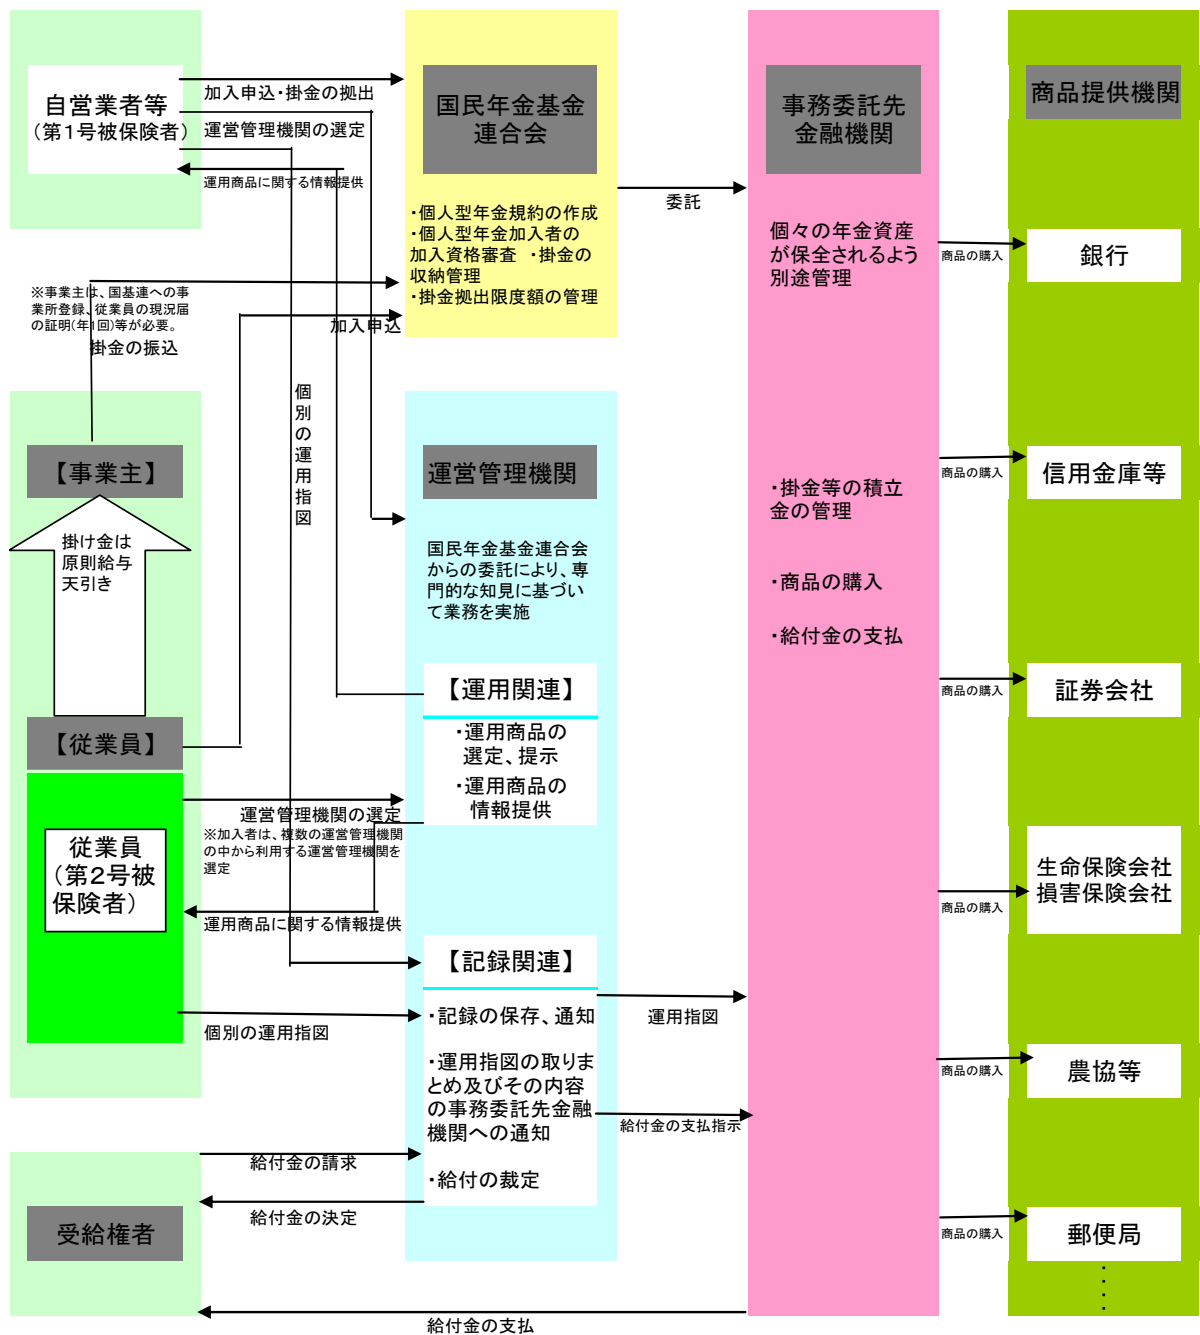 自営業者等
(第1号被保険者)
加入申込・掛金の拠出
運営管理機関の選定
運用商品に関する情報提供
国民年金基金
連合会
・個人型年金規約の作成
・個人型年金加入者の
加入資格審査 ・掛金の
収納管理
・掛金拠出限度額の管理
委託
事務委託先
金融機関
個々の年金資産
が保全されるよう
別途管理
・掛金等の積立
金の管理
・商品の購入
・給付金の支払
商品提供機関
商品の購入
銀行
商品の購入
信用金庫等
商品の購入
証券会社
商品の購入
生命保険会社
損害保険会社
商品の購入
農協等
商品の購入
郵便局
・・・・
※事業主は、国基連への事
業所登録、従業員の現況届
の証明(年1回)等が必要。
掛金の振込
加入申込
個別の運用指図
【事業主】
掛け金は
原則給与
天引き
【従業員】
従業員
(第2号被
保険者)
運営管理機関の選定
※加入者は、複数の運営管理機関
の中から利用する運営管理機関を
選定
運用商品に関する情報提供
個別の運用指図
運営管理機関
国民年金基金連合会
からの委託により、専
門的な知見に基づい
て業務を実施
【運用関連】
・運用商品の
選定、提示
・運用商品の
情報提供
【記録関連】
・記録の保存、通知
・運用指図の取りま
とめ及びその内容
の事務委託先金融
機関への通知
・給付の裁定
運用指図
給付金の支払指示
給付金の請求
給付金の決定
受給権者
給付金の支払